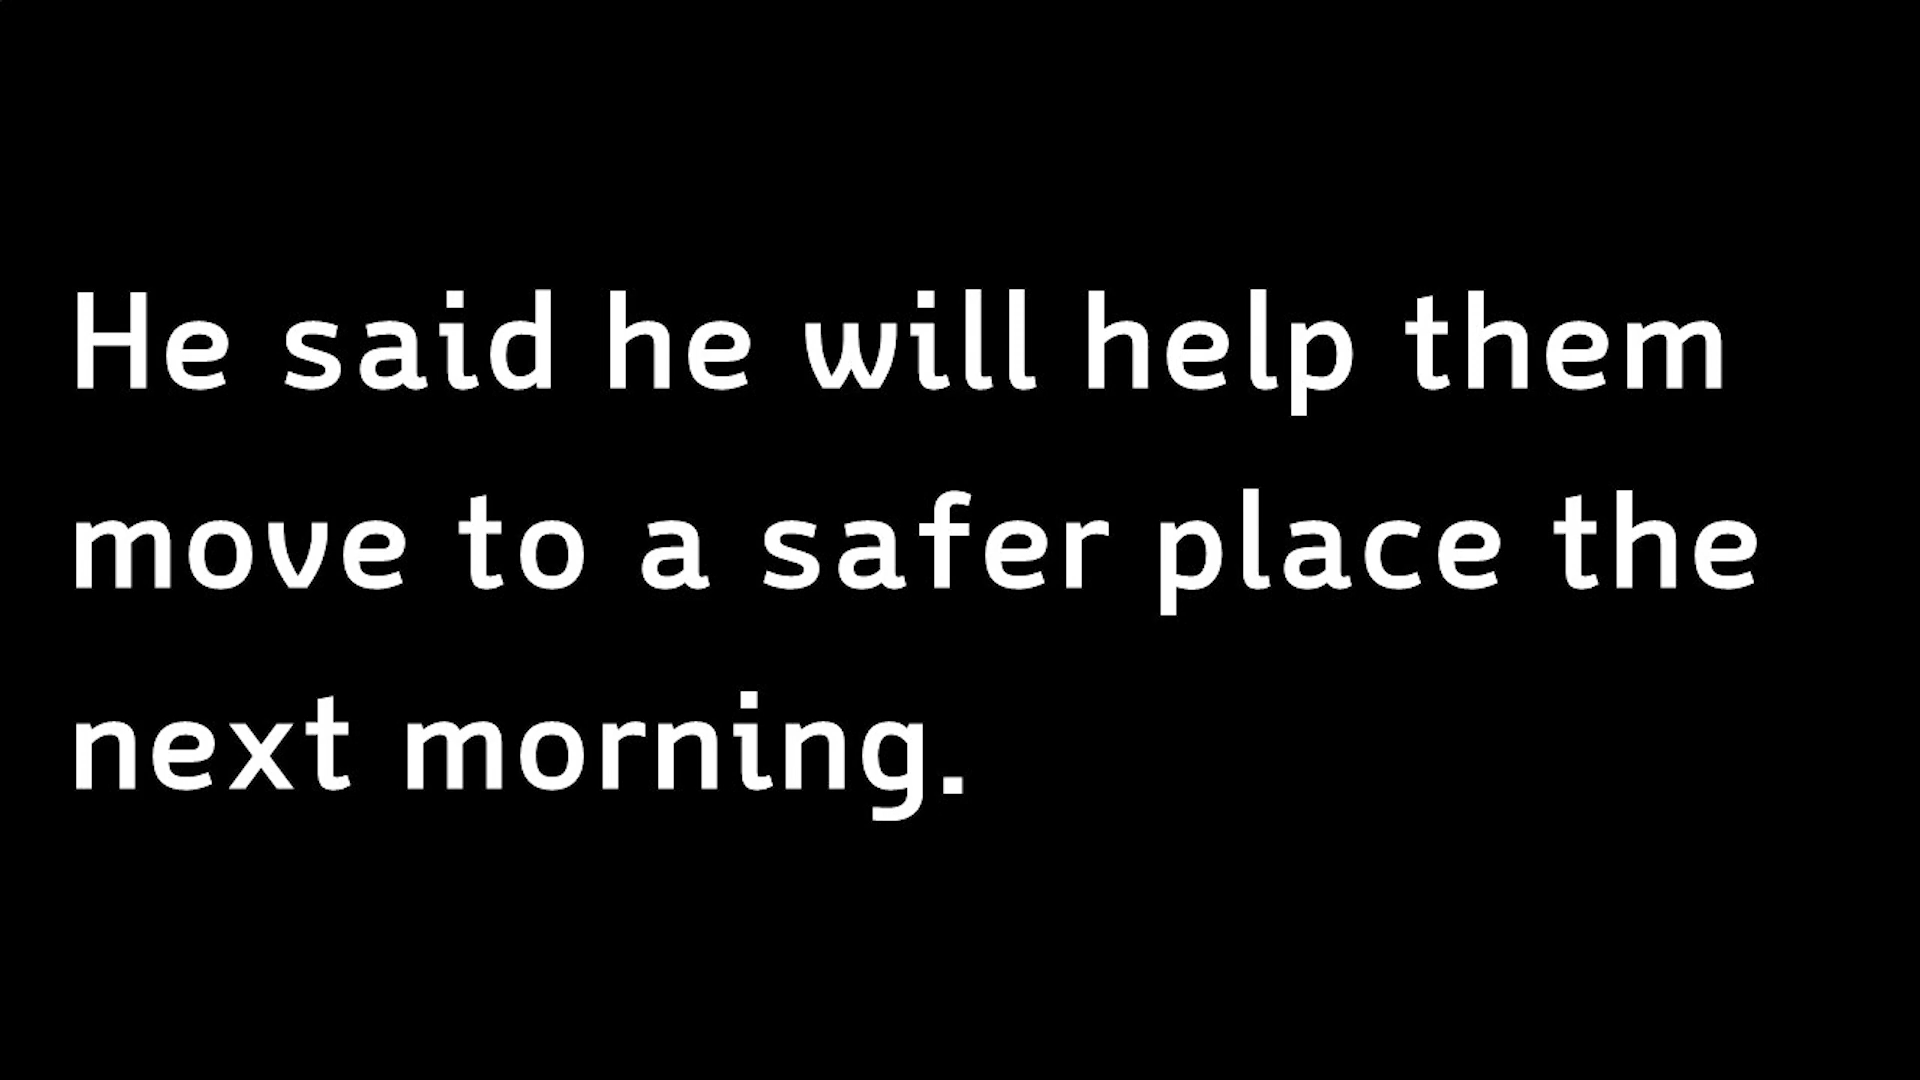 He said he will help them
move to a safer place the
next morning.